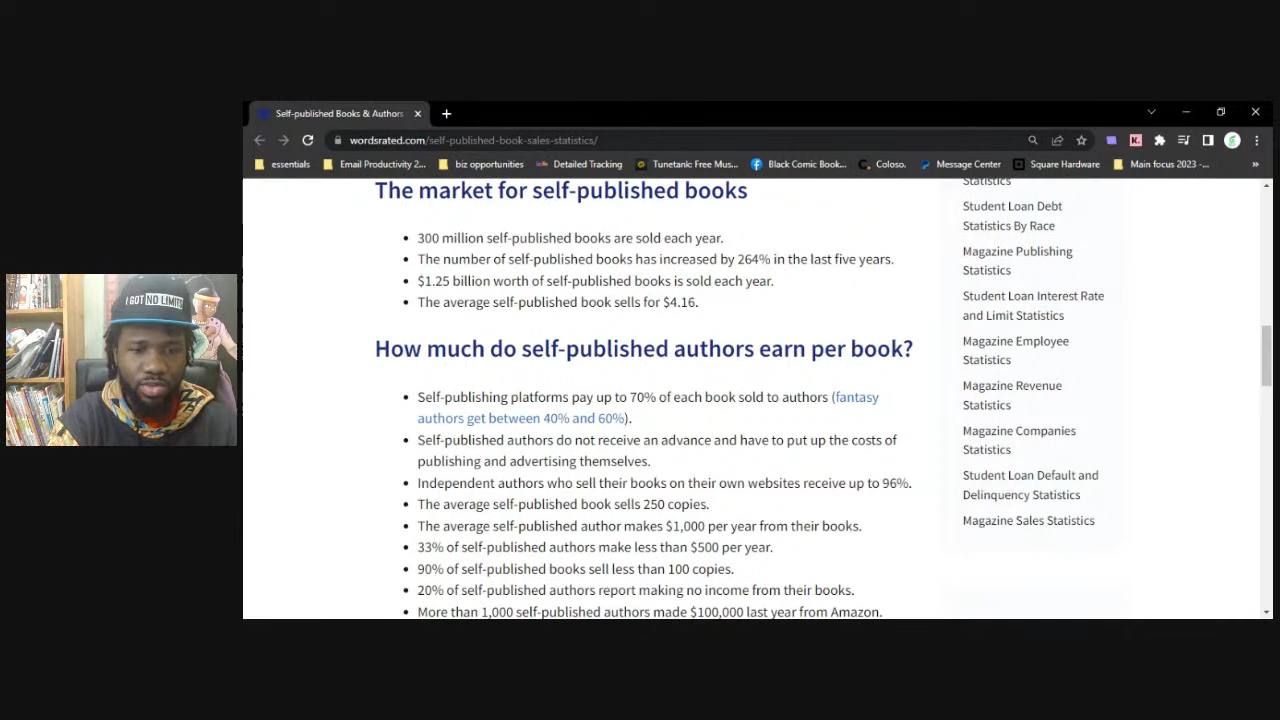 Self-published Books & Authors
wordsrated.com/self-published-book-sales-statistics/
essentials
Email Productivity 2...
biz opportunities
Detailed Tracking
Tunetanic Free Mus...
Black Comic Book...
Coloso.
Message Center
Square Hardware
Main focus 2023 -...
The market for self-published books
• 300 million self-published books are sold each year.
• The number of self-published books has increased by 264% in the last five years.
• $1.25 billion worth of self-published books is sold each year.
• The average self-published book sells for $4.16.
How much do self-published authors earn per book?
• Self-publishing platforms pay up to 70% of each book sold to authors (fantasy
authors get between 40% and 60%).
• Self-published authors do not receive an advance and have to put up the costs of
publishing and advertising themselves.
• Independent authors who sell their books on their own websites receive up to 96%.
• The average self-published book sells 250 copies.
• The average self-published author makes $1,000 per year from their books.
• 33% of self-published authors make less than $500 per year.
• 90% of self-published books sell less than 100 copies.
• 20% of self-published authors report making no income from their books.
• More than 1,000 self-published authors made $100,000 last year from Amazon.
Statistics
Student Loan Debt
Statistics By Race
Magazine Publishing
Statistics
Student Loan Interest Rate
and Limit Statistics
Magazine Employee
Statistics
Magazine Revenue
Statistics
Magazine Companies
Statistics
Student Loan Default and
Delinquency Statistics
Magazine Sales Statistics
I GOT NO LIMITS